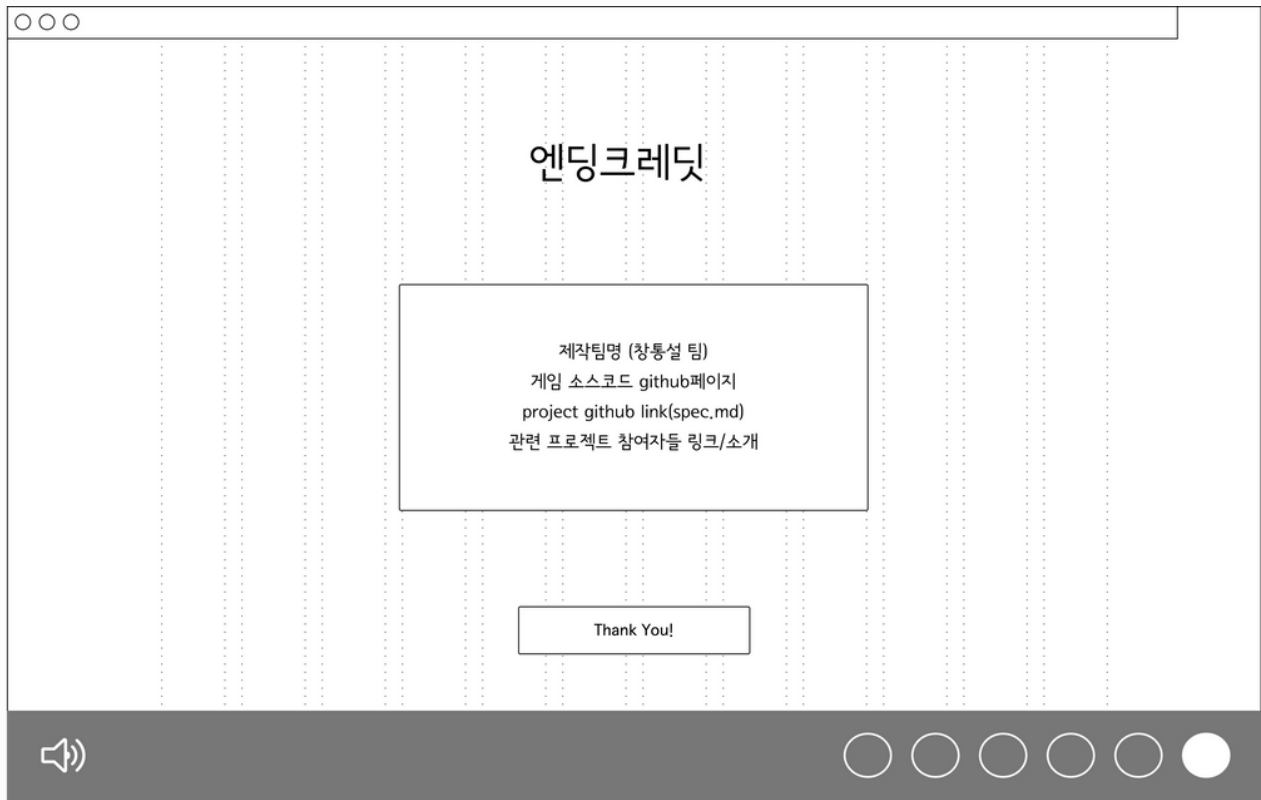 엔딩크레딧
제작팀명 (창통설 팀)
게임 소스코드 github페이지
project github link(spec.md)
관련 프로젝트 참여자들 링크/소개
Thank You!